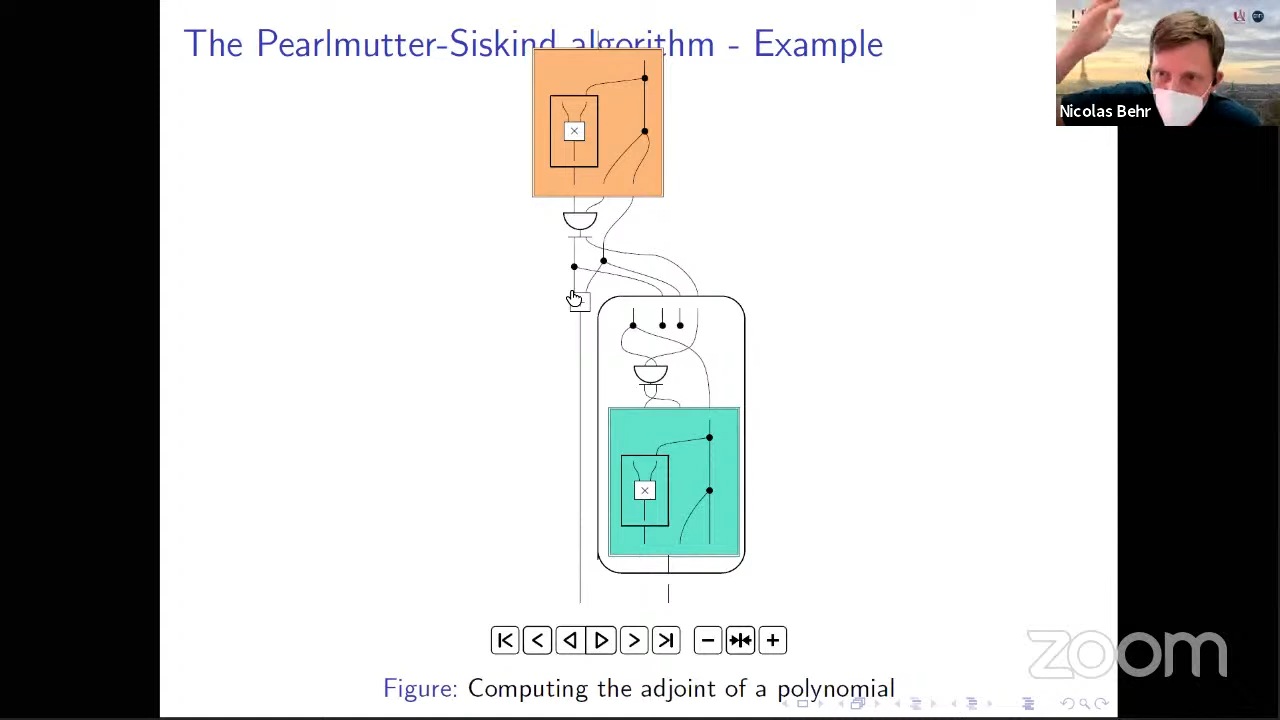 The Pearlmutter-Siskind algorithm - Example
Nicolas Behr
×
×
Figure: Computing the adjoint of a polynomial
zoom